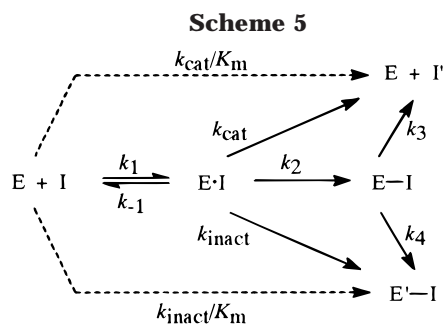 Scheme 5
k_cat/K_m
E + I'
k_cat
k_3
E + I
k_1
k_-1
E·I
k_2
E—I
k_inact
k_4
E'—I
k_inact/K_m